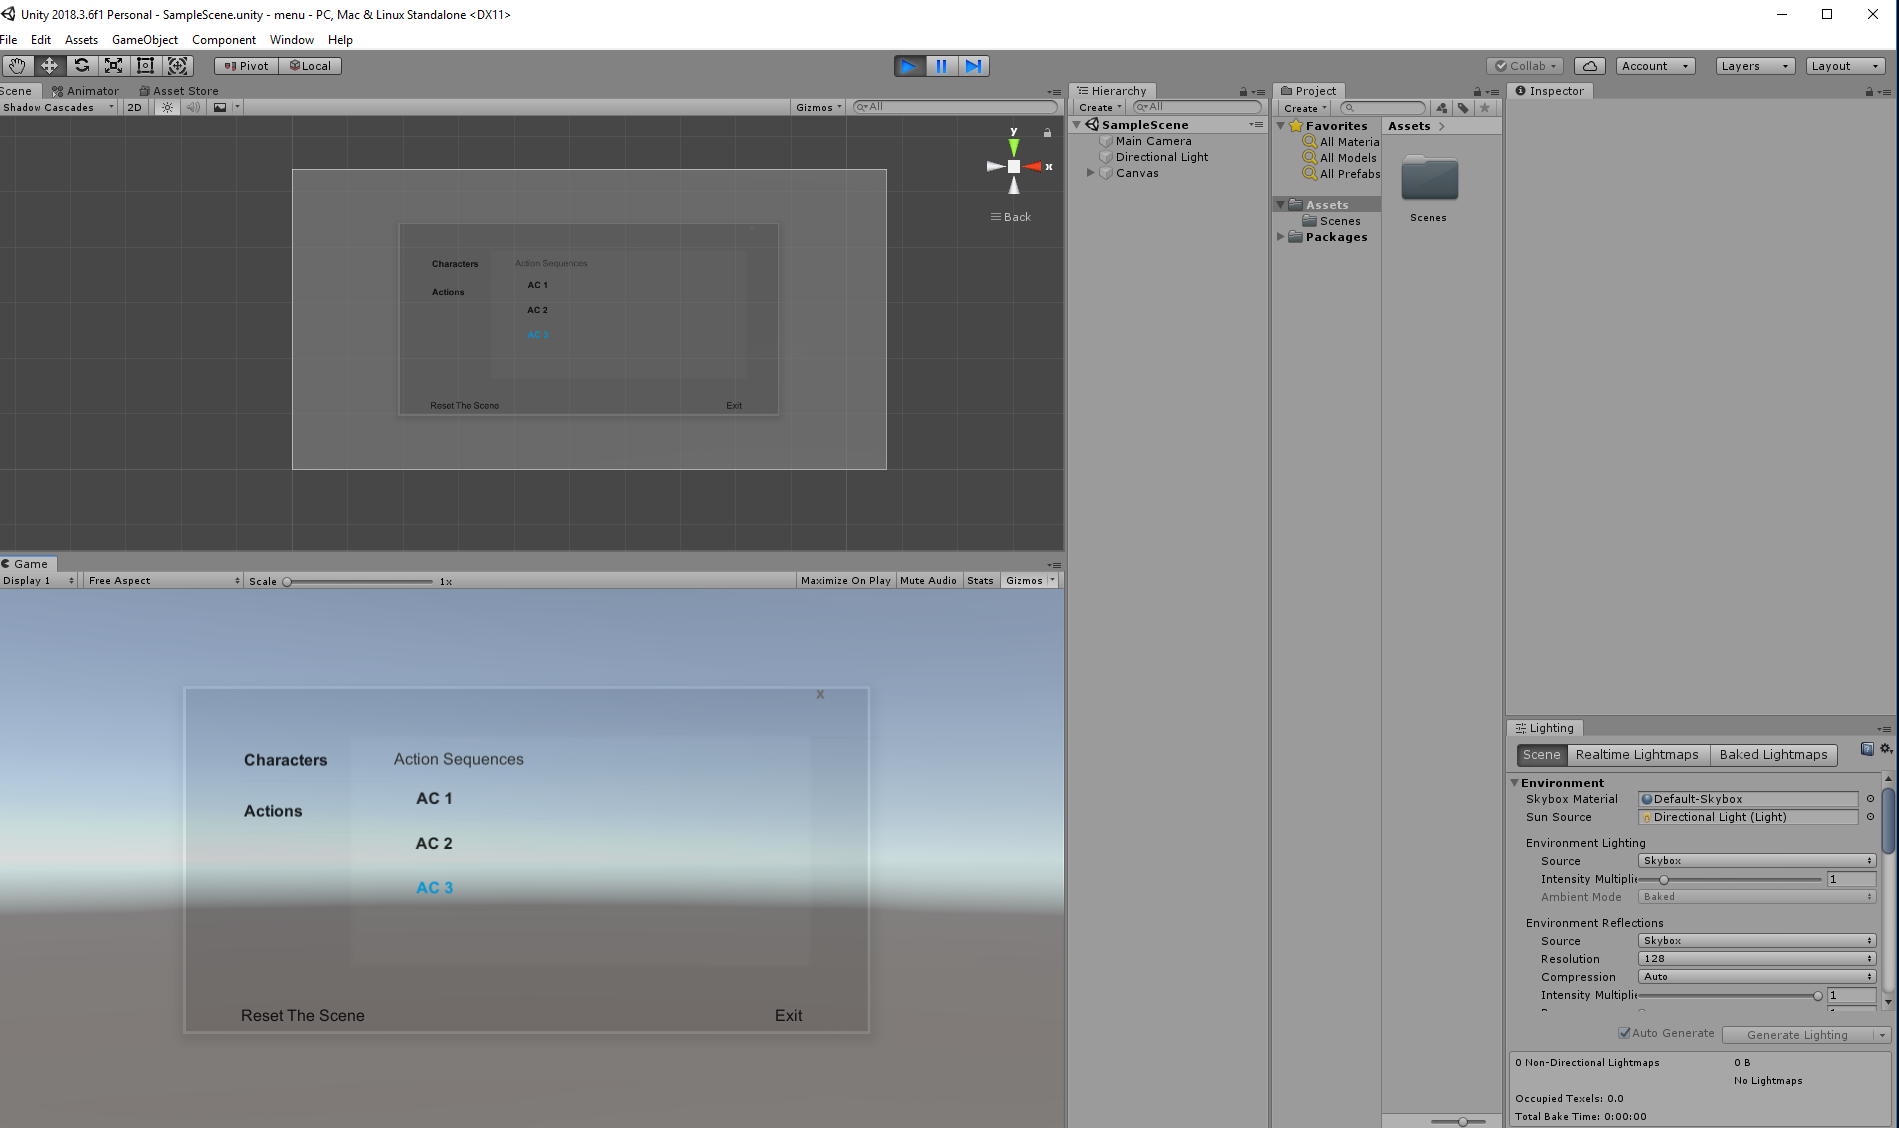 Unity 2018.3.6f1 Personal - SampleScene.unity - menu - PC, Mac & Linux Standalone <DX11>
File Edit Assets GameObject Component Window Help
Pivot Local Collab Account Layers Layout
Scene Animator Asset Store
Shadow Cascades 2D Gizmos All
y
x
Back
Characters Action Sequences
AC 1
Actions
AC 2
AC 3
Reset The Scene Exit
Game
Display 1 Free Aspect Scale 1x Maximize On Play Mute Audio Stats Gizmos
x
Characters Action Sequences
AC 1
Actions
AC 2
AC 3
Reset The Scene Exit
Hierarchy
Create All
SampleScene
Main Camera
Directional Light
Canvas
Project
Create
Favorites
All Materia
All Models
All Prefabs
Assets
Scenes
Packages
Assets
Scenes
Inspector
Lighting
Scene Realtime Lightmaps Baked Lightmaps
Environment
Skybox Material Default-Skybox
Sun Source Directional Light (Light)
Environment Lighting
Source Skybox
Intensity Multiplie 1
Ambient Mode Baked
Environment Reflections
Source Skybox
Resolution 128
Compression Auto
Intensity Multiplie 1
Auto Generate Generate Lighting
0 Non-Directional Lightmaps 0 B
No Lightmaps
Occupied Texels: 0.0
Total Bake Time: 0:00:00